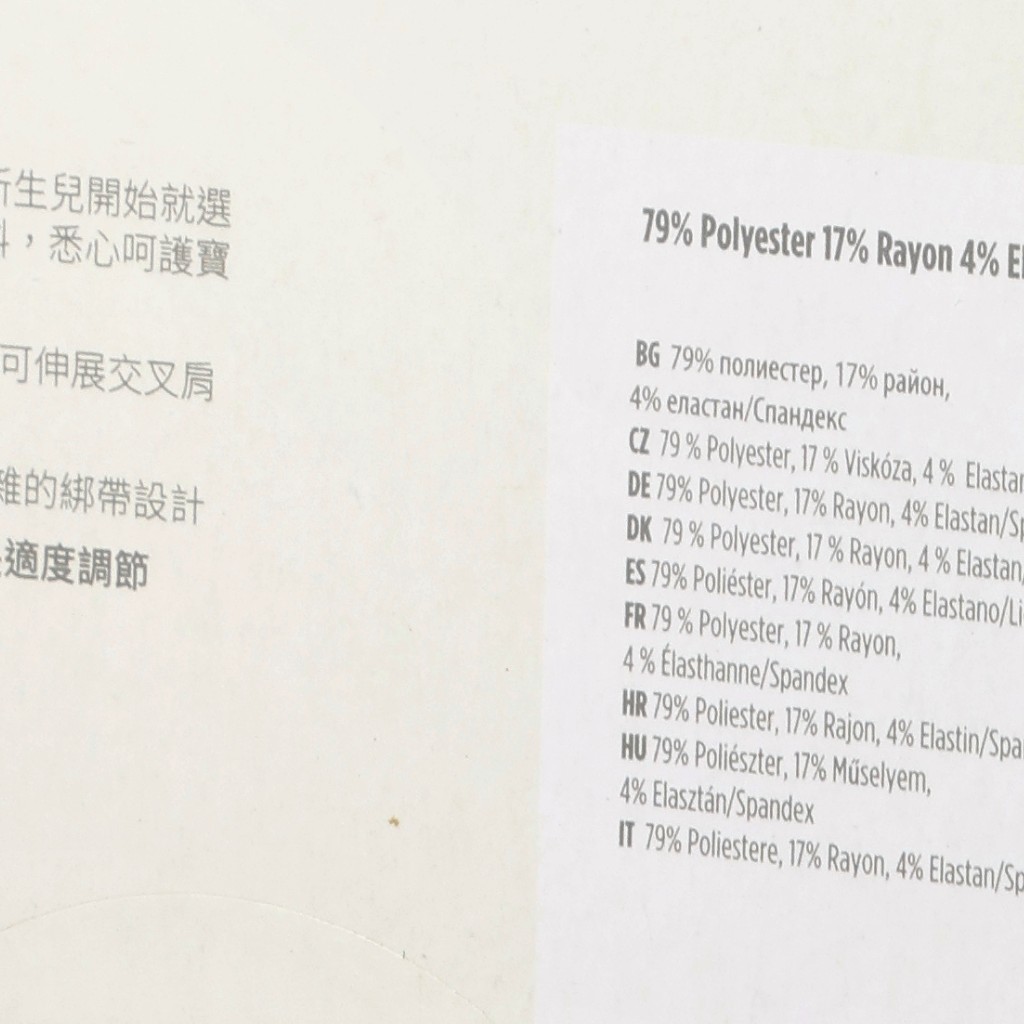 生兒開始就選
，悉心呵護寶
可伸展交叉肩
雅的綁帶設計
適度調節
79% Polyester 17% Rayon 4% El
BG 79% полиестер, 17% район,
4% еластан/Спандекс
CZ 79 % Polyester, 17 % Viskóza, 4 % Elastan
DE 79% Polyester, 17% Rayon, 4% Elastan/Sp
DK 79 % Polyester, 17 % Rayon, 4 % Elastan/
ES 79% Poliéster, 17% Rayón, 4% Elastano/Li
FR 79 % Polyester, 17 % Rayon,
4 % Élasthanne/Spandex
HR 79% Poliester, 17% Rajon, 4% Elastin/Spa
HU 79% Poliészter, 17% Műselyem,
4% Elasztán/Spandex
IT 79% Poliestere, 17% Rayon, 4% Elastan/Sp